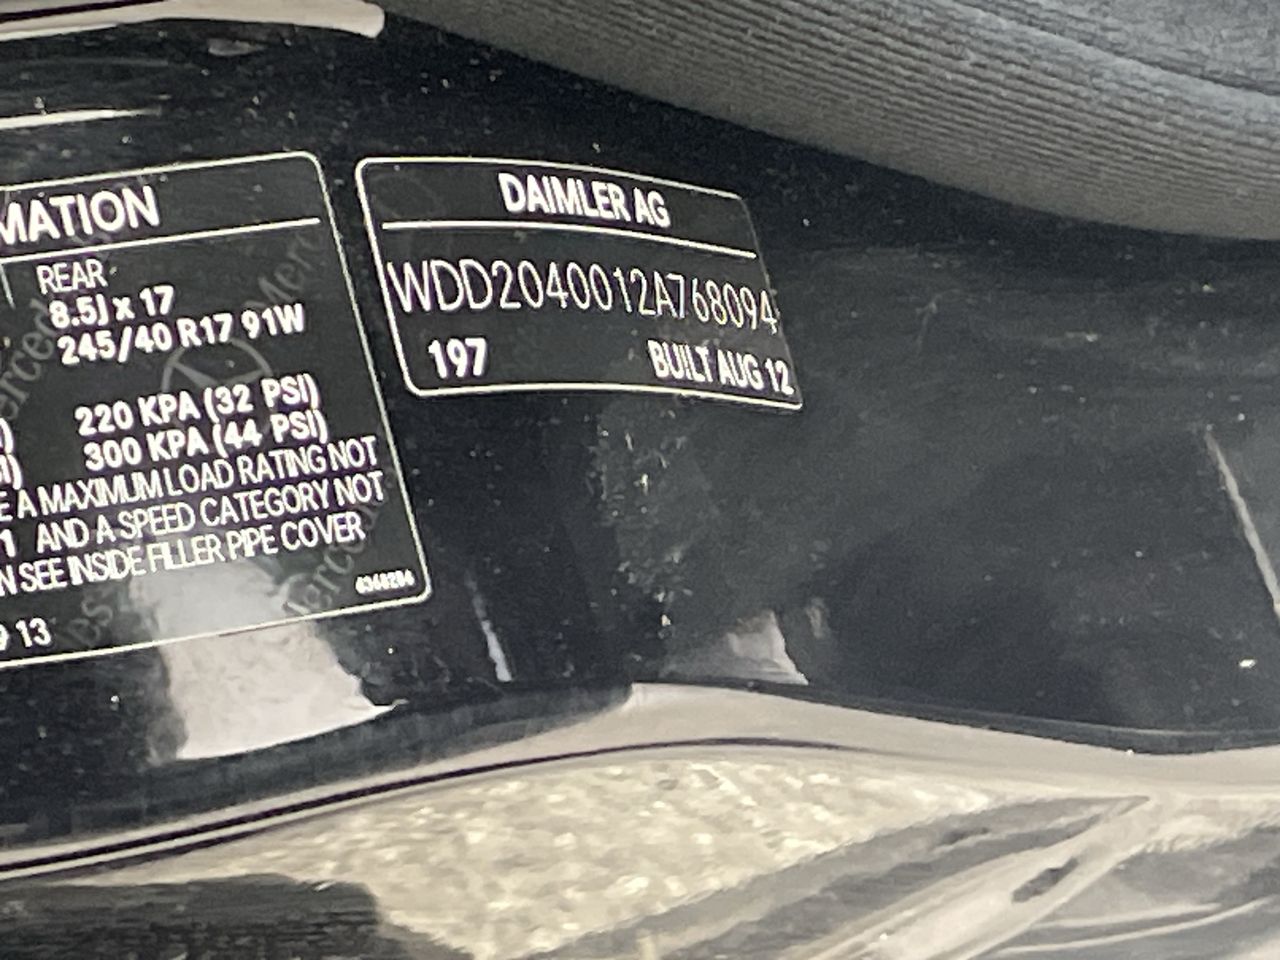 MATION
REAR
8.5J x 17
245/40 R17 91W
220 KPA (32 PSI)
300 KPA (44 PSI)
E A MAXIMUM LOAD RATING NOT
1 AND A SPEED CATEGORY NOT
N SEE INSIDE FILLER PIPE COVER
9 13
DAIMLER AG
WDD2040012A768094
197 BUILT AUG 12